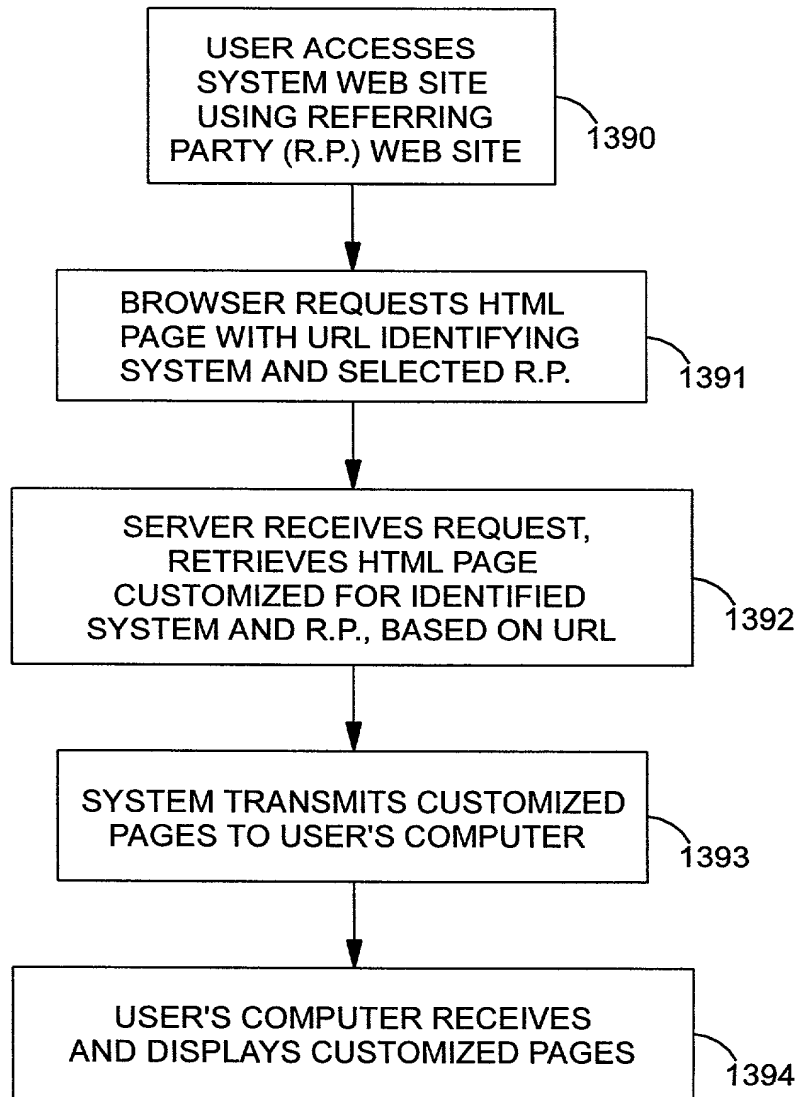 USER ACCESSES
SYSTEM WEB SITE
USING REFERRING
PARTY (R.P.) WEB SITE
1390
BROWSER REQUESTS HTML
PAGE WITH URL IDENTIFYING
SYSTEM AND SELECTED R.P.
1391
SERVER RECEIVES REQUEST,
RETRIEVES HTML PAGE
CUSTOMIZED FOR IDENTIFIED
SYSTEM AND R.P., BASED ON URL
1392
SYSTEM TRANSMITS CUSTOMIZED
PAGES TO USER'S COMPUTER
1393
USER'S COMPUTER RECEIVES
AND DISPLAYS CUSTOMIZED PAGES
1394